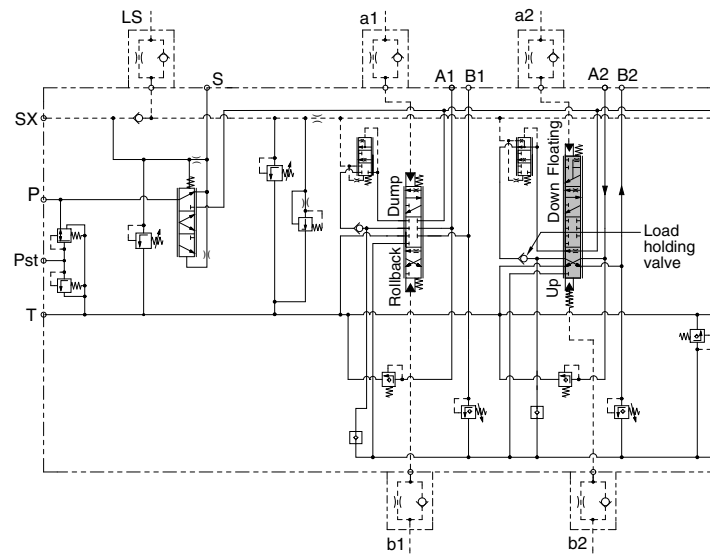 LS
a1
a2
S
A1
B1
A2
B2
SX
P
Pst
T
Dump
Rollback
Down Floating
Up
Load
holding
valve
b1
b2